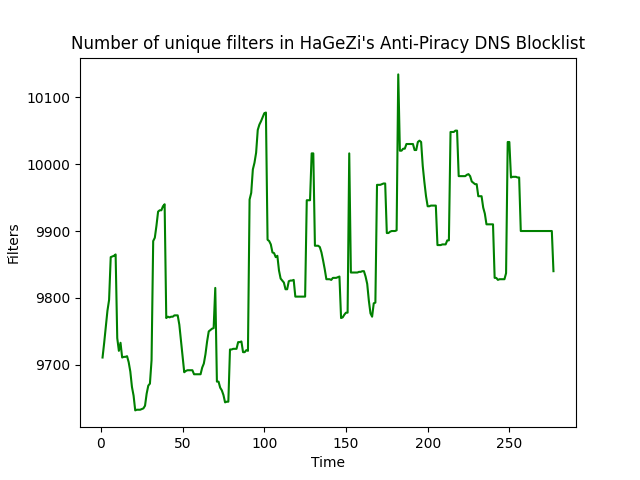 Number of unique filters in HaGeZi's Anti-Piracy DNS Blocklist
10100
10000
9900
9800
9700
Filters
0 50 100 150 200 250
Time